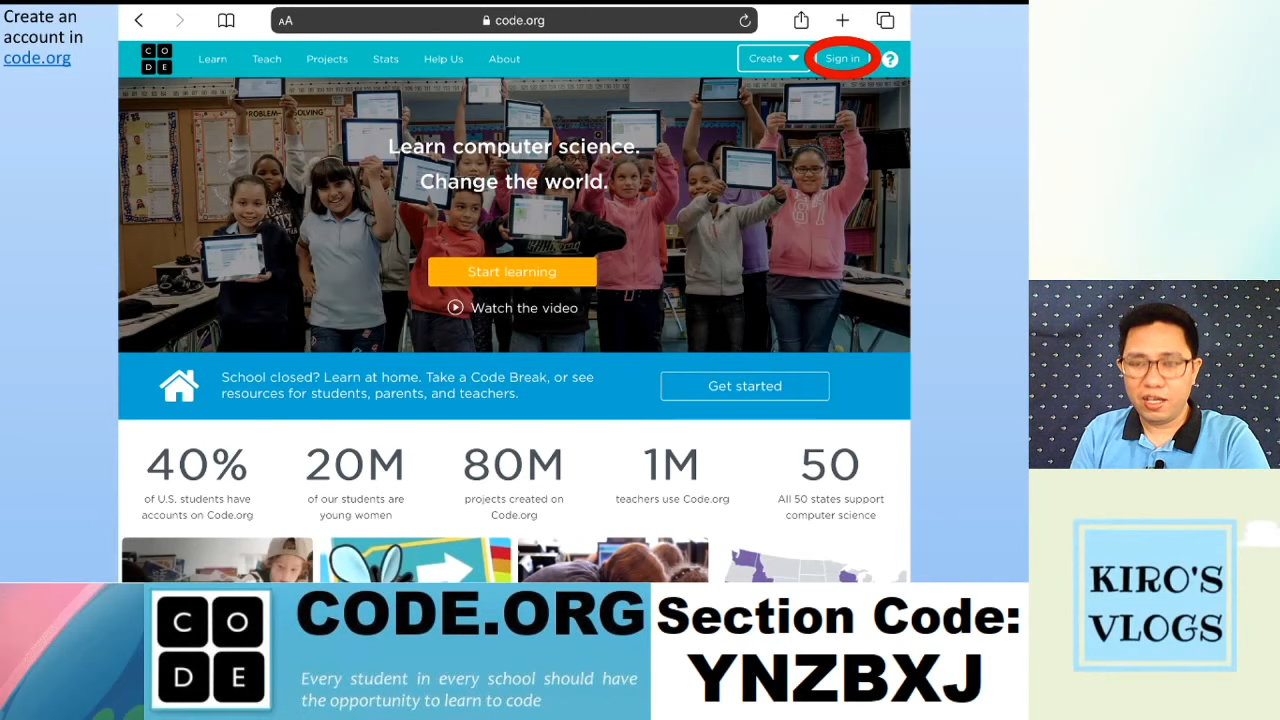 Create an
account in
code.org
AA
code.org
C O
D E
Learn
Teach
Projects
Stats
Help Us
About
Create
Sign in
?
Learn computer science.
Change the world.
Start learning
Watch the video
School closed? Learn at home. Take a Code Break, or see
resources for students, parents, and teachers.
Get started
40%
of U.S. students have
accounts on Code.org
20M
of our students are
young women
80M
projects created on
Code.org
1M
teachers use Code.org
50
All 50 states support
computer science
C O
D E
CODE.ORG
Every student in every school should have
the opportunity to learn to code
Section Code:
YNZBXJ
KIRO'S
VLOGS